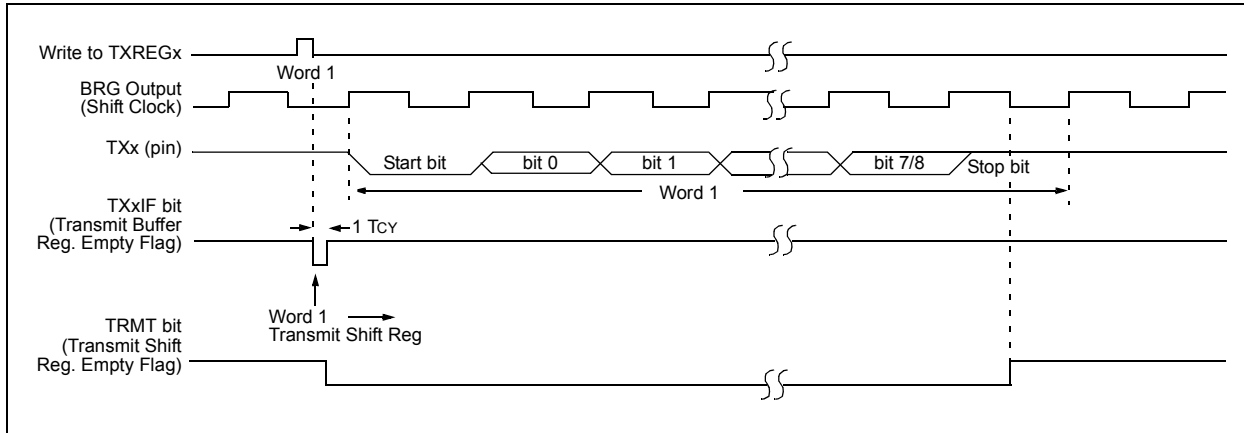 Write to TXREGx
Word 1
BRG Output
(Shift Clock)
TXx (pin)
Start bit
bit 0
bit 1
bit 7/8
Stop bit
Word 1
TXxIF bit
(Transmit Buffer
Reg. Empty Flag)
1 TCY
Word 1
Transmit Shift Reg
TRMT bit
(Transmit Shift
Reg. Empty Flag)